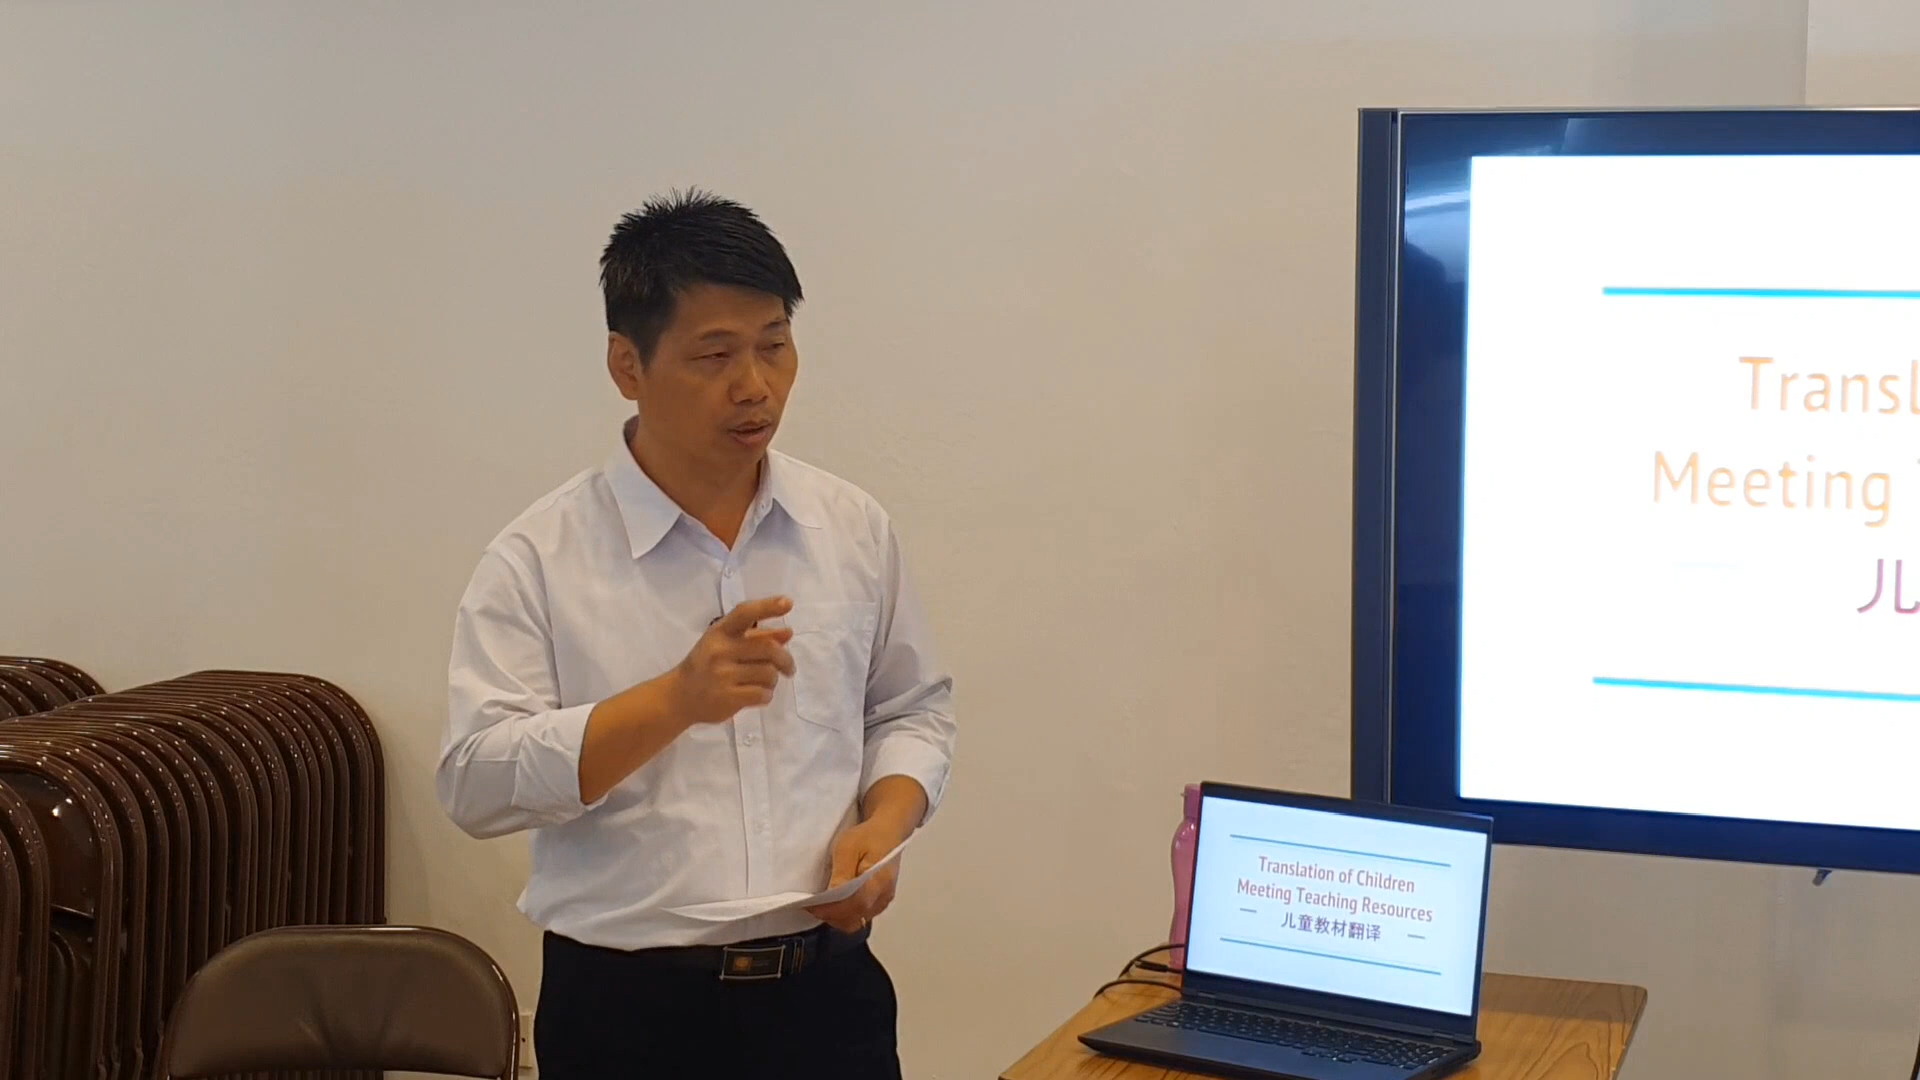 Transl
Meeting
儿
Translation of Children
Meeting Teaching Resources
儿童教材翻译